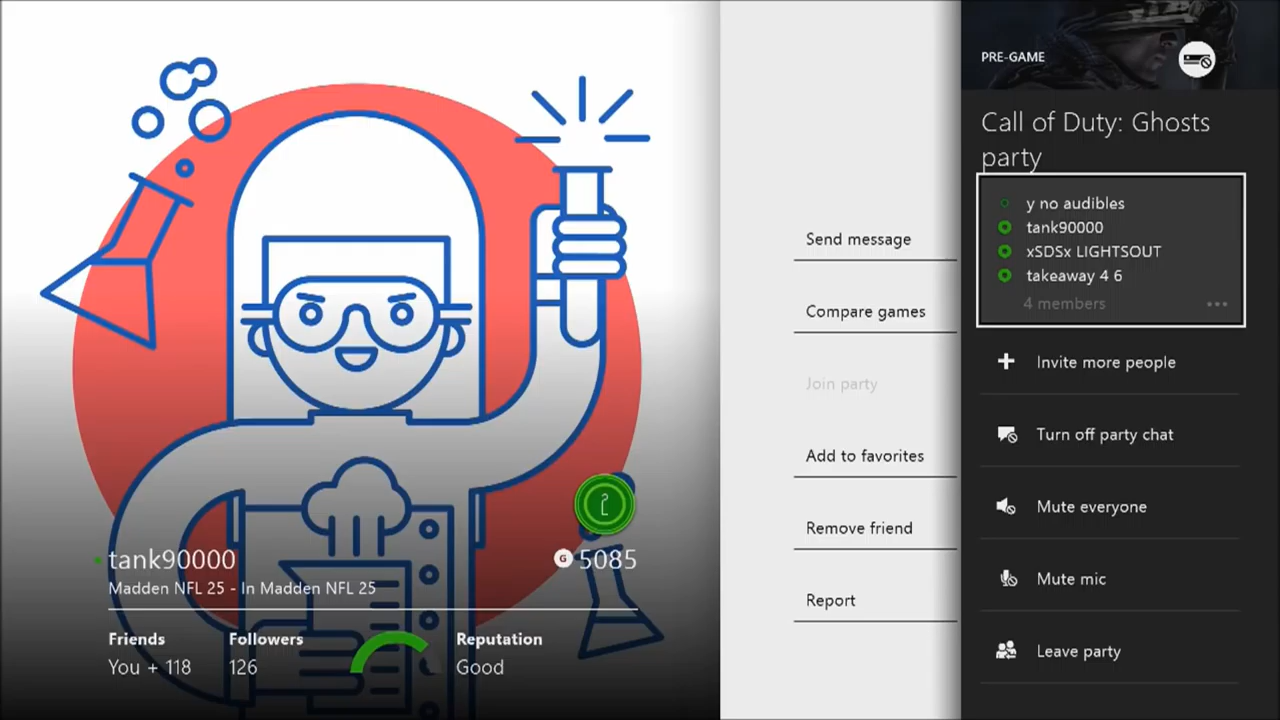 tank90000
G 5085
Madden NFL 25 - In Madden NFL 25
Friends
Followers
Reputation
You + 118
126
Good
2
Send message
Compare games
Join party
Add to favorites
Remove friend
Report
PRE-GAME
Call of Duty: Ghosts
party
y no audibles
tank90000
xSDSx LIGHTSOUT
takeaway 4 6
4 members
Invite more people
Turn off party chat
Mute everyone
Mute mic
Leave party